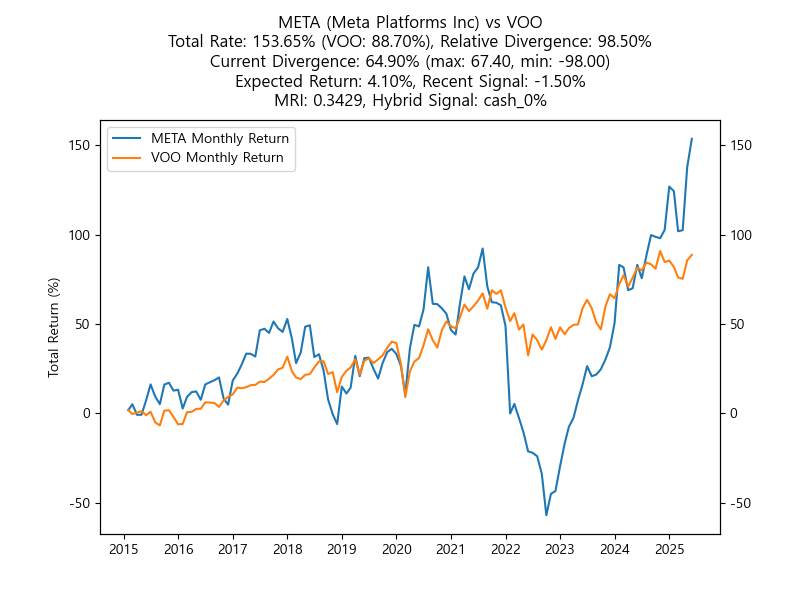 META (Meta Platforms Inc) vs VOO
Total Rate: 153.65% (VOO: 88.70%), Relative Divergence: 98.50%
Current Divergence: 64.90% (max: 67.40, min: -98.00)
Expected Return: 4.10%, Recent Signal: -1.50%
MRI: 0.3429, Hybrid Signal: cash_0%
META Monthly Return
VOO Monthly Return
Total Return (%)
150
100
50
0
-50
150
100
50
0
-50
2015 2016 2017 2018 2019 2020 2021 2022 2023 2024 2025